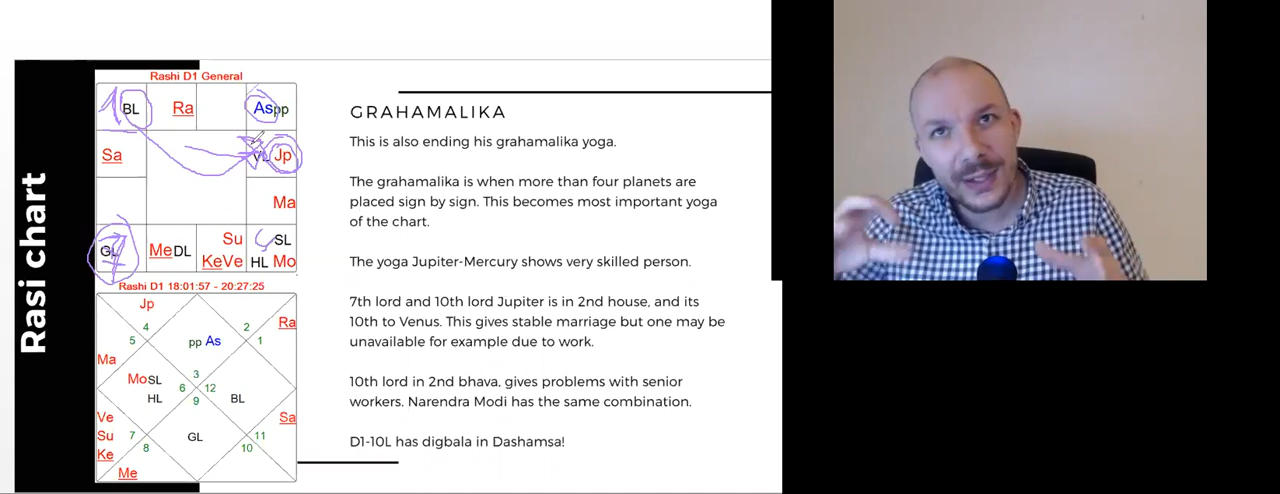 Rasi chart
Rashi D1 General
BL Ra As pp
Sa VL Jp
Ma
GL Me DL Su SL
Ke Ve HL Mo
Rashi D1 18:01:57 - 20:27:25
Jp
4 2 Ra
5 pp As 1
Ma 3
Mo SL 6 12
HL 9 BL
Ve Sa
Su 7 GL 11
Ke 8 10
Me
GRAHAMALIKA
This is also ending his grahamalika yoga.
The grahamalika is when more than four planets are
placed sign by sign. This becomes most important yoga
of the chart.
The yoga Jupiter-Mercury shows very skilled person.
7th lord and 10th lord Jupiter is in 2nd house, and its
10th to Venus. This gives stable marriage but one may be
unavailable for example due to work.
10th lord in 2nd bhava, gives problems with senior
workers. Narendra Modi has the same combination.
D1-10L has digbala in Dashamsa!